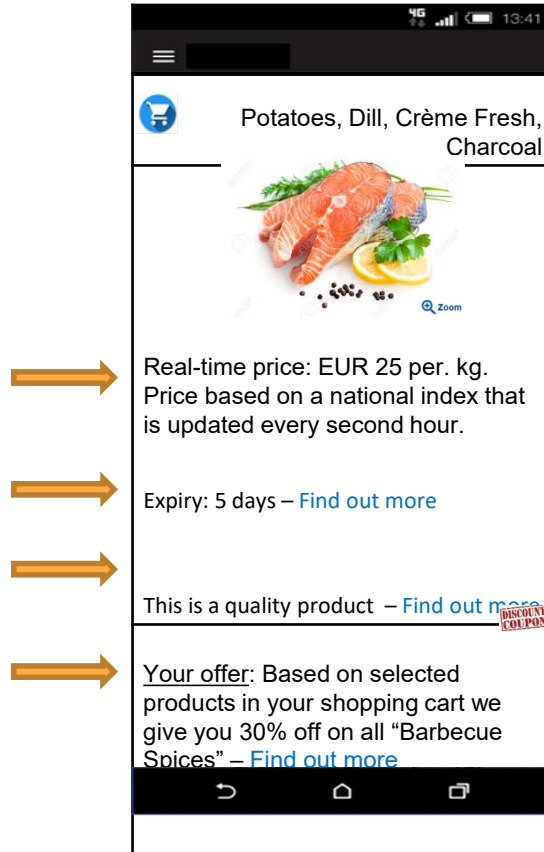 4G 13:41
Potatoes, Dill, Crème Fresh,
Charcoal
Zoom
Real-time price: EUR 25 per. kg.
Price based on a national index that
is updated every second hour.
Expiry: 5 days – Find out more
This is a quality product – Find out more
DISCOUNT
COUPON
Your offer: Based on selected
products in your shopping cart we
give you 30% off on all “Barbecue
Spices” – Find out more